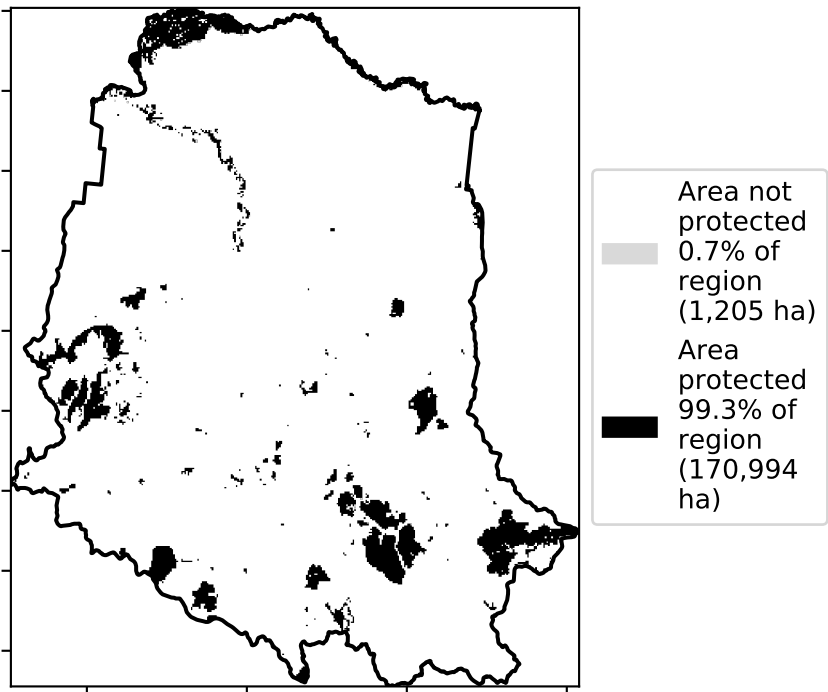 Area not
protected
0.7% of
region
(1,205 ha)
Area
protected
99.3% of
region
(170,994
ha)